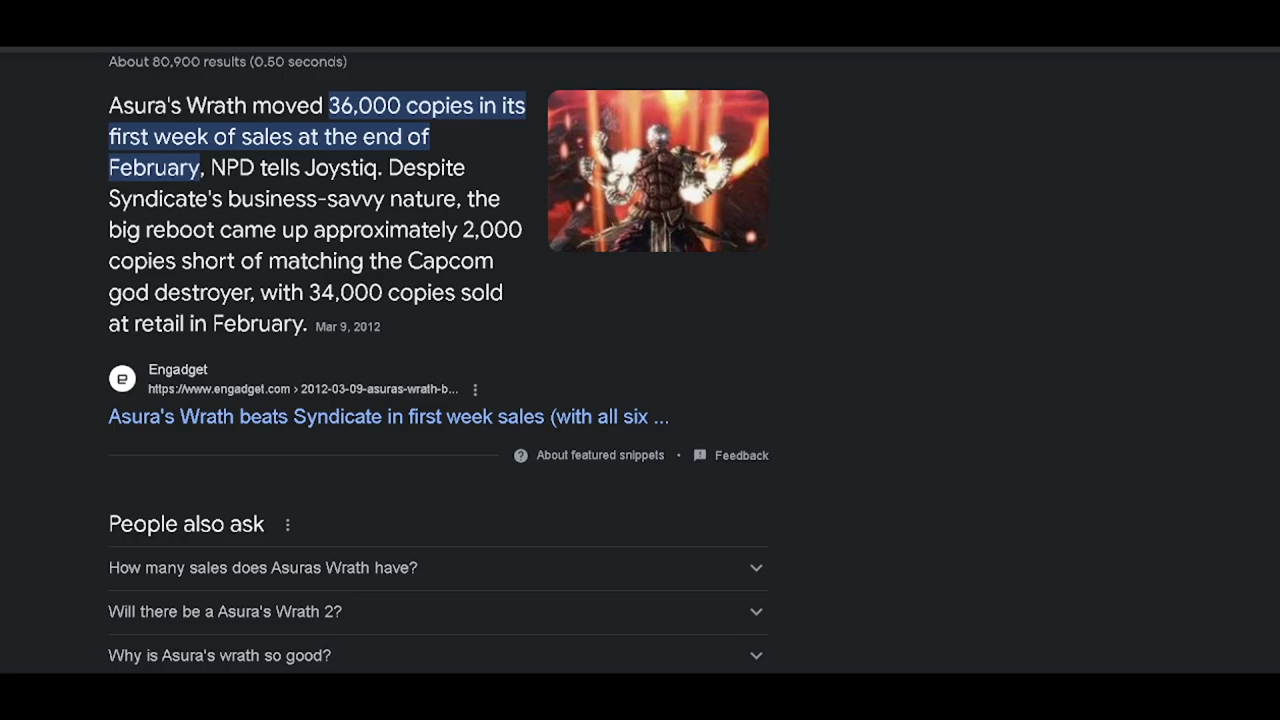 About 80,900 results (0.50 seconds)
Asura's Wrath moved 36,000 copies in its
first week of sales at the end of
February, NPD tells Joystiq. Despite
Syndicate's business-savvy nature, the
big reboot came up approximately 2,000
copies short of matching the Capcom
god destroyer, with 34,000 copies sold
at retail in February. Mar 9, 2012
Engadget
https://www.engadget.com › 2012-03-09-asuras-wrath-b...
Asura's Wrath beats Syndicate in first week sales (with all six ...
About featured snippets • Feedback
People also ask
How many sales does Asuras Wrath have?
Will there be a Asura's Wrath 2?
Why is Asura's wrath so good?